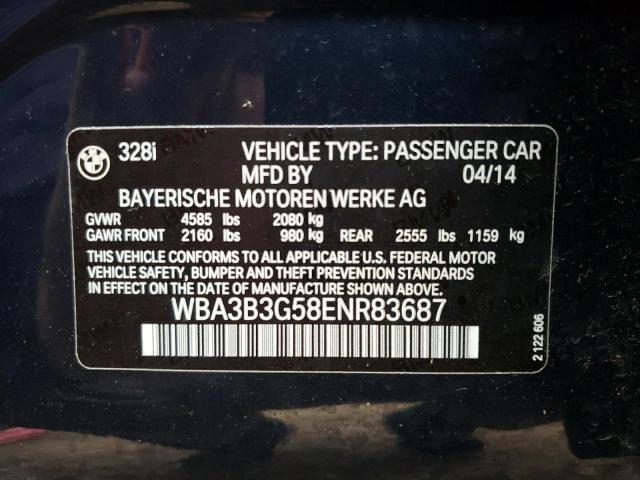 328i VEHICLE TYPE: PASSENGER CAR
MFD BY 04/14
BAYERISCHE MOTOREN WERKE AG
GVWR 4585 lbs 2080 kg
GAWR FRONT 2160 lbs 980 kg REAR 2555 lbs 1159 kg
THIS VEHICLE CONFORMS TO ALL APPLICABLE U.S. FEDERAL MOTOR
VEHICLE SAFETY, BUMPER AND THEFT PREVENTION STANDARDS
IN EFFECT ON THE DATE OF MANUFACTURE SHOWN ABOVE.
WBA3B3G58ENR83687
2 122 606